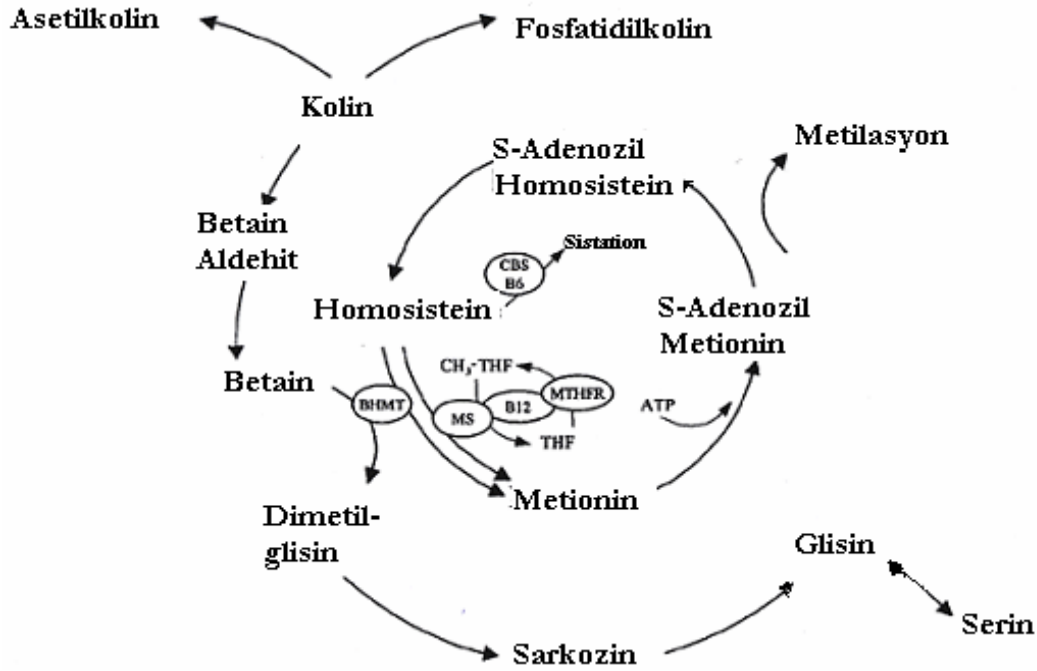 Asetilkolin
Fosfatidilkolin
Kolin
Metilasyon
S-Adenozil
Homosistein
Betain
Aldehit
Sistation
CBS
B6
Homosistein
S-Adenozil
Metionin
CH₃-THF
MTHFR
Betain
BHMT
B12
ATP
MS
THF
Metionin
Dimetil-
glisin
Glisin
Serin
Sarkozin